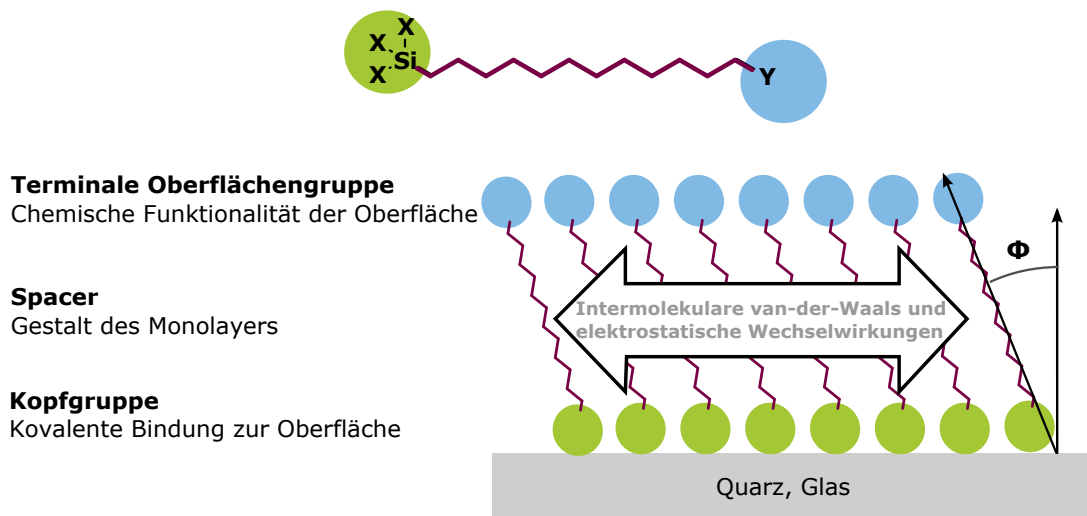 X
X
Si
X
Y
Terminale Oberflächengruppe
Chemische Funktionalität der Oberfläche
Φ
Spacer
Gestalt des Monolayers
Intermolekulare van-der-Waals und
elektrostatische Wechselwirkungen
Kopfgruppe
Kovalente Bindung zur Oberfläche
Quarz, Glas